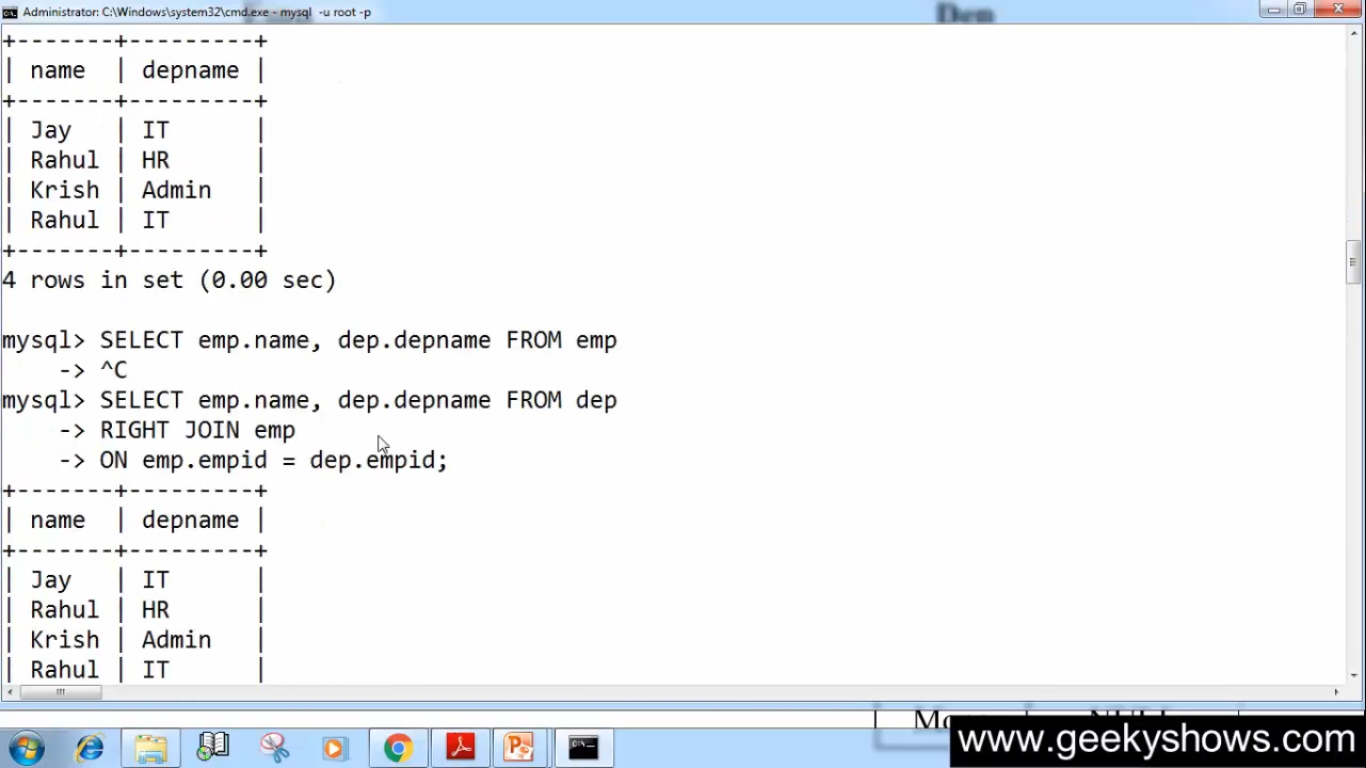 Administrator: C:\Windows\system32\cmd.exe - mysql -u root -p
Dep
+-------+---------+
| name  | depname |
+-------+---------+
| Jay   | IT      |
| Rahul | HR      |
| Krish | Admin   |
| Rahul | IT      |
+-------+---------+
4 rows in set (0.00 sec)
mysql> SELECT emp.name, dep.depname FROM emp
    -> ^C
mysql> SELECT emp.name, dep.depname FROM dep
    -> RIGHT JOIN emp
    -> ON emp.empid = dep.empid;
+-------+---------+
| name  | depname |
+-------+---------+
| Jay   | IT      |
| Rahul | HR      |
| Krish | Admin   |
| Rahul | IT      |
www.geekyshows.com